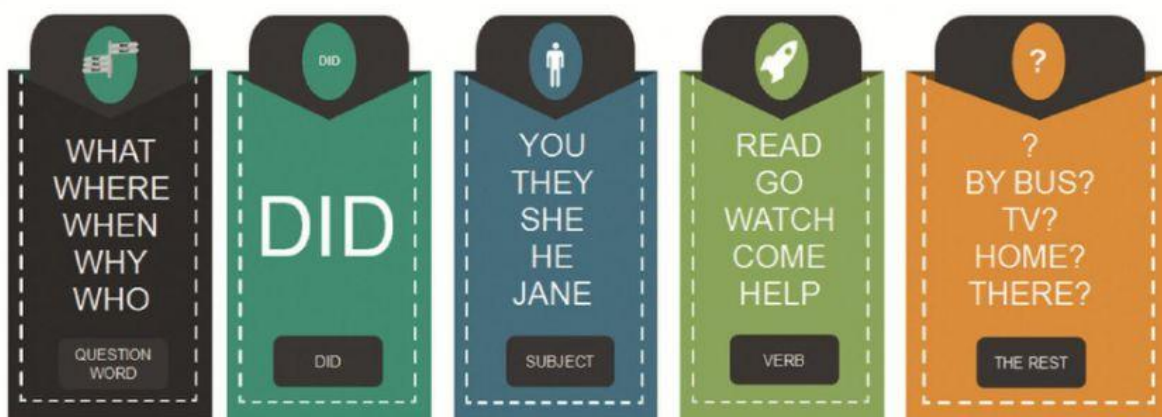 WHAT
WHERE
WHEN
WHY
WHO
QUESTION
WORD
DID
DID
DID
YOU
THEY
SHE
HE
JANE
SUBJECT
READ
GO
WATCH
COME
HELP
VERB
?
?
BY BUS?
TV?
HOME?
THERE?
THE REST